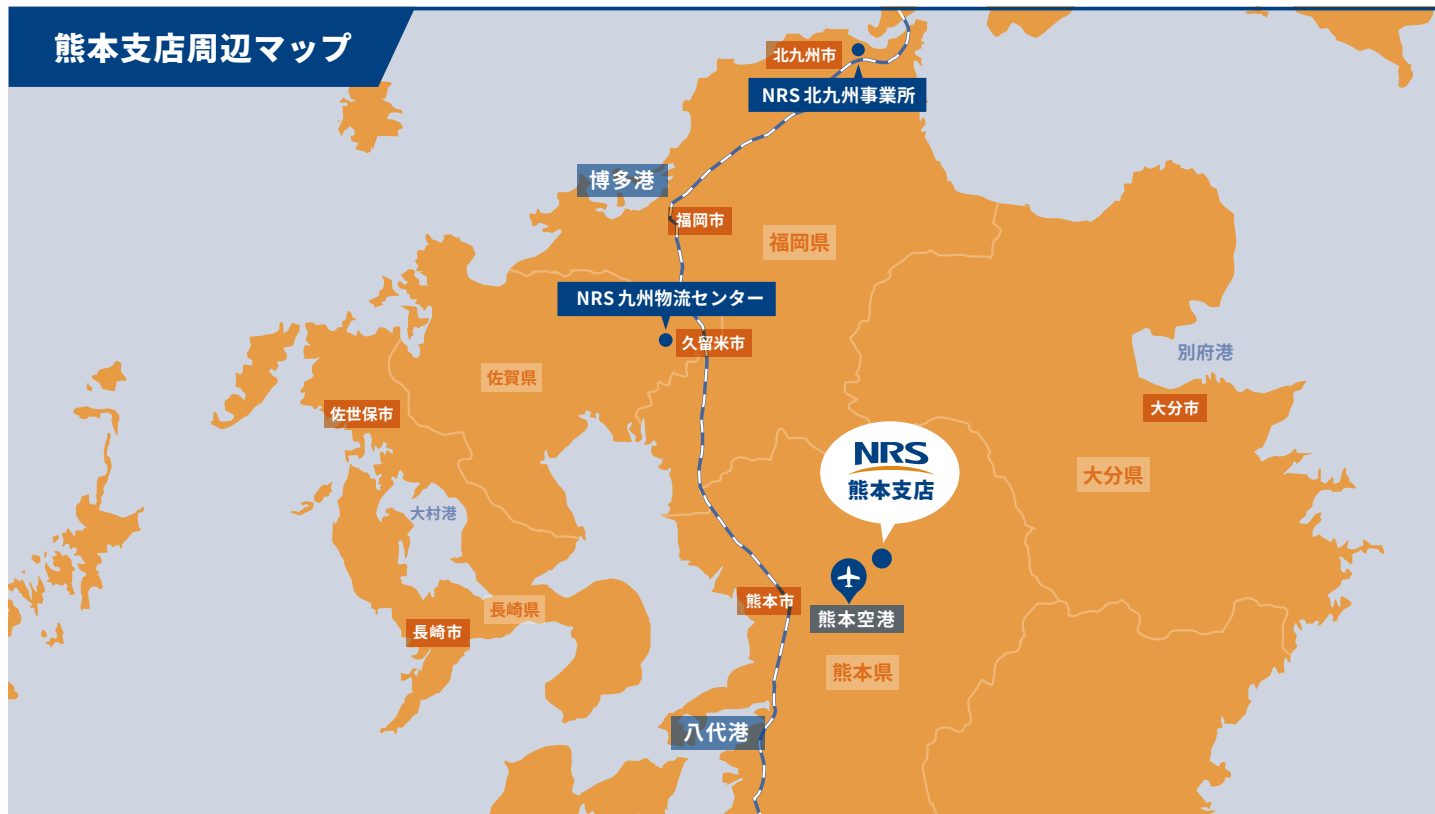 熊本支店周辺マップ
北九州市
NRS 北九州事業所
博多港
福岡市
福岡県
NRS 九州物流センター
久留米市
別府港
佐賀県
佐世保市
大分市
NRS
熊本支店
大分県
大村港
熊本市
長崎県
熊本空港
長崎市
熊本県
八代港